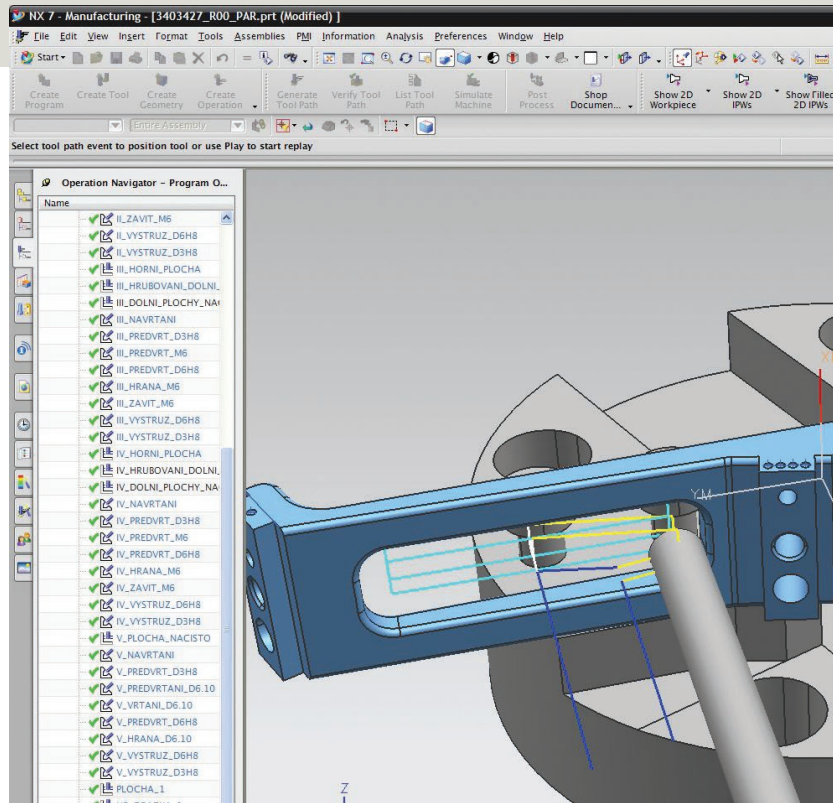 NX 7 - Manufacturing - [3403427_R00_PAR.prt (Modified) ]
File Edit View Insert Format Tools Assemblies PMI Information Analysis Preferences Window Help
Start
Create Program
Create Tool
Create Geometry
Create Operation
Generate Tool Path
Verify Tool Path
List Tool Path
Simulate Machine
Post Process
Shop Documen...
Show 2D Workpiece
Show 2D IPWs
Show Filled 2D IPWs
Entire Assembly
Select tool path event to position tool or use Play to start replay
Operation Navigator - Program O...
Name
II_ZAVIT_M6
II_VYSTRUZ_D6H8
II_VYSTRUZ_D3H8
III_HORNI_PLOCHA
III_HRUBOVANI_DOLNI_
III_DOLNI_PLOCHY_NA
III_NAVRTANI
III_PREDVRT_D3H8
III_PREDVRT_M6
III_PREDVRT_D6H8
III_HRANA_M6
III_ZAVIT_M6
III_VYSTRUZ_D6H8
III_VYSTRUZ_D3H8
IV_HORNI_PLOCHA
IV_HRUBOVANI_DOLNI_
IV_DOLNI_PLOCHY_NA
IV_NAVRTANI
IV_PREDVRT_D3H8
IV_PREDVRT_M6
IV_PREDVRT_D6H8
IV_HRANA_M6
IV_ZAVIT_M6
IV_VYSTRUZ_D6H8
IV_VYSTRUZ_D3H8
V_PLOCHA_NACISTO
V_NAVRTANI
V_PREDVRT_D3H8
V_PREDVRTANI_D6.10
V_VRTANI_D6.10
V_PREDVRT_D6H8
V_HRANA_D6.10
V_VYSTRUZ_D6H8
V_VYSTRUZ_D3H8
PLOCHA_1
YM
Z